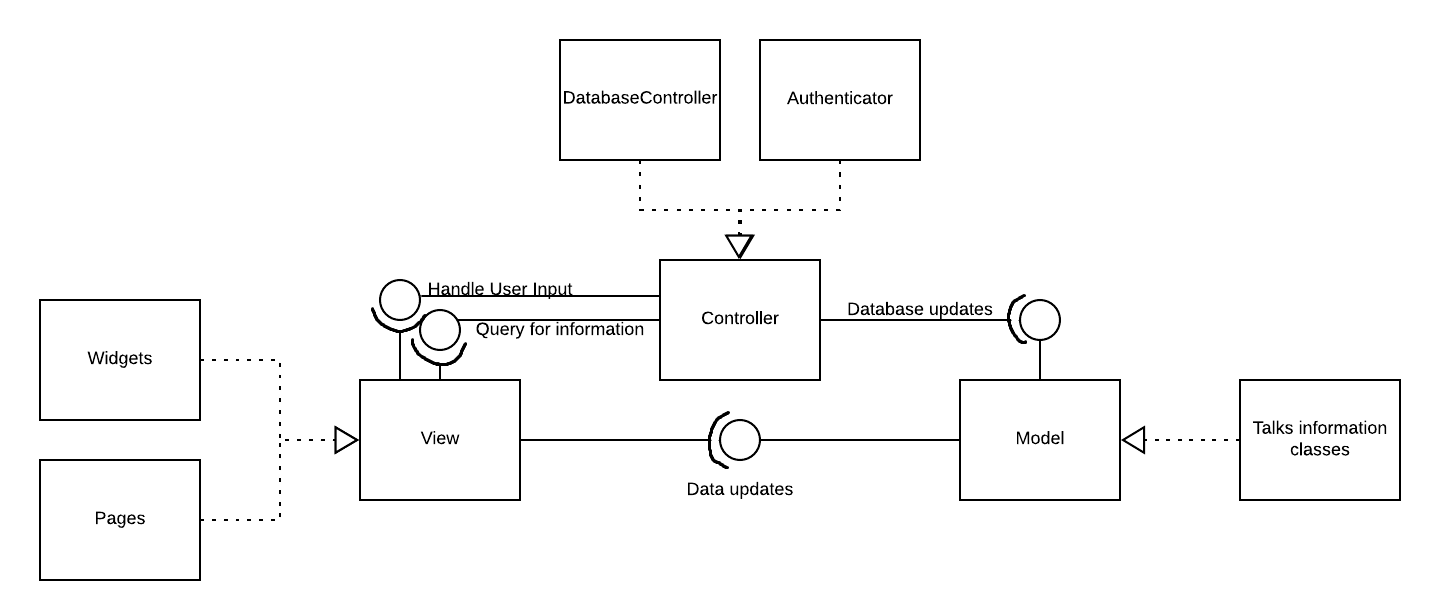 DatabaseController
Authenticator
Handle User Input
Query for information
Controller
Database updates
Widgets
Pages
View
Data updates
Model
Talks information
classes